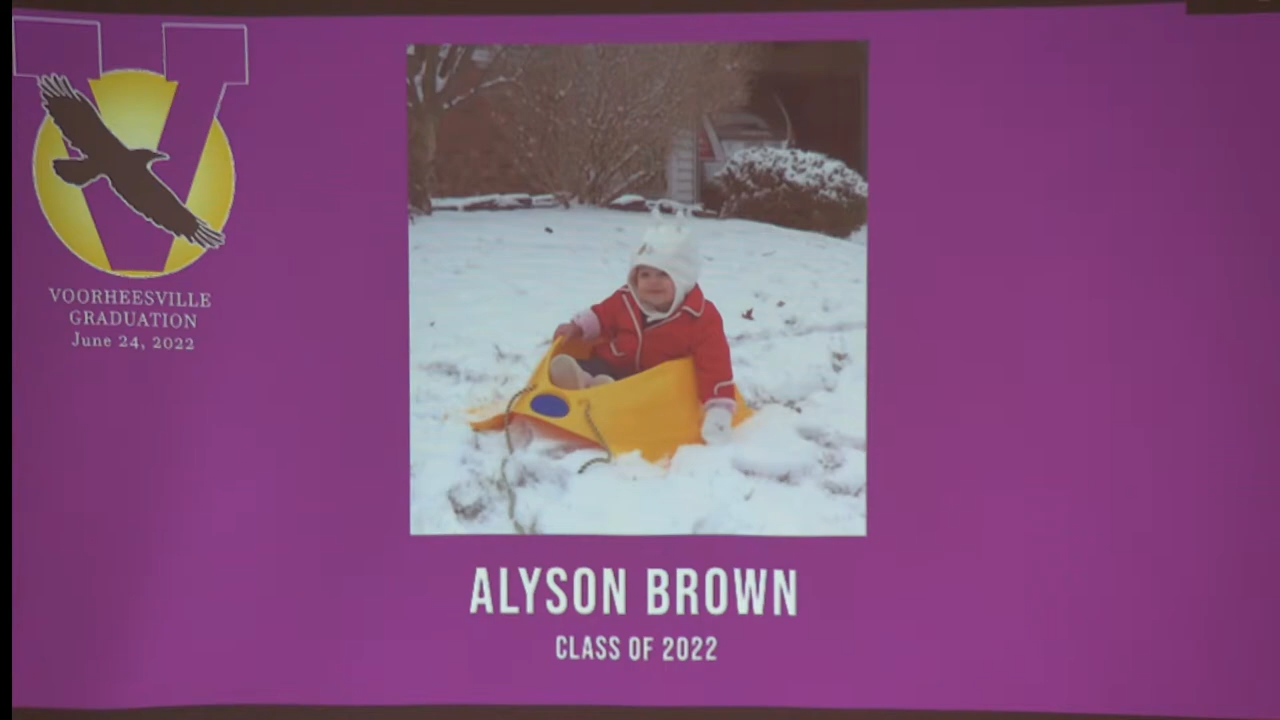 VOORHEESVILLE
GRADUATION
June 24, 2022
ALYSON BROWN
CLASS OF 2022